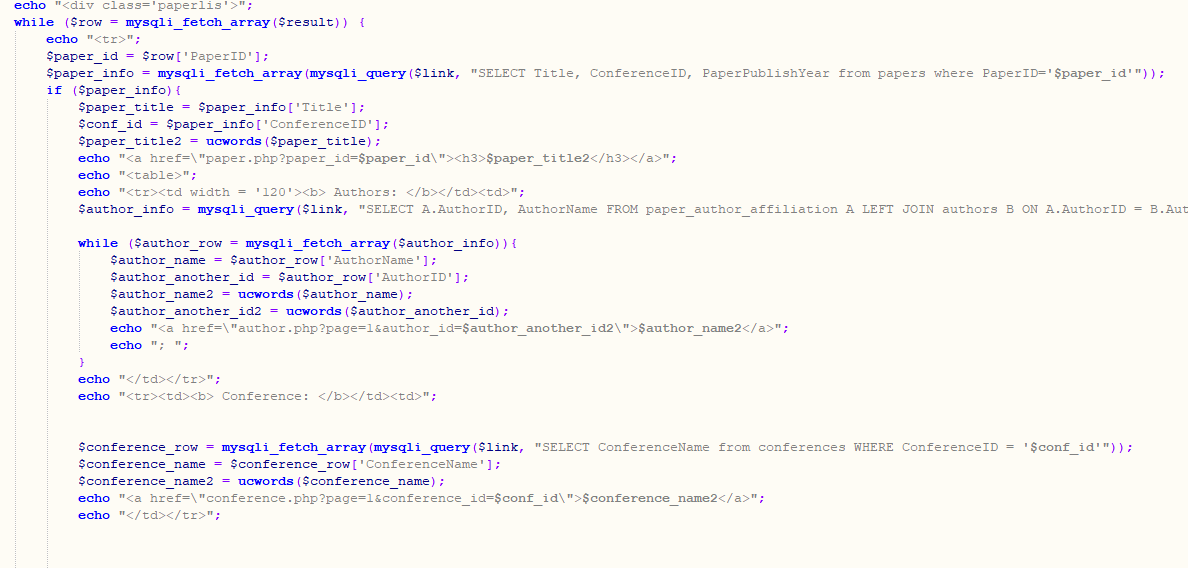 echo "<div class='paperlis'>";
while ($row = mysqli_fetch_array($result)) {
echo "<tr>";
$paper_id = $row['PaperID'];
$paper_info = mysqli_fetch_array(mysqli_query($link, "SELECT Title, ConferenceID, PaperPublishYear from papers where PaperID='$paper_id'"));
if ($paper_info){
$paper_title = $paper_info['Title'];
$conf_id = $paper_info['ConferenceID'];
$paper_title2 = ucwords($paper_title);
echo "<a href=\"paper.php?paper_id=$paper_id\"><h3>$paper_title2</h3></a>";
echo "<table>";
echo "<tr><td width = '120'><b> Authors: </b></td><td>";
$author_info = mysqli_query($link, "SELECT A.AuthorID, AuthorName FROM paper_author_affiliation A LEFT JOIN authors B ON A.AuthorID = B.Aut
while ($author_row = mysqli_fetch_array($author_info)){
$author_name = $author_row['AuthorName'];
$author_another_id = $author_row['AuthorID'];
$author_name2 = ucwords($author_name);
$author_another_id2 = ucwords($author_another_id);
echo "<a href=\"author.php?page=1&author_id=$author_another_id2\">$author_name2</a>";
echo "; ";
}
echo "</td></tr>";
echo "<tr><td><b> Conference: </b></td><td>";
$conference_row = mysqli_fetch_array(mysqli_query($link, "SELECT ConferenceName from conferences WHERE ConferenceID = '$conf_id'"));
$conference_name = $conference_row['ConferenceName'];
$conference_name2 = ucwords($conference_name);
echo "<a href=\"conference.php?page=1&conference_id=$conf_id\">$conference_name2</a>";
echo "</td></tr>";